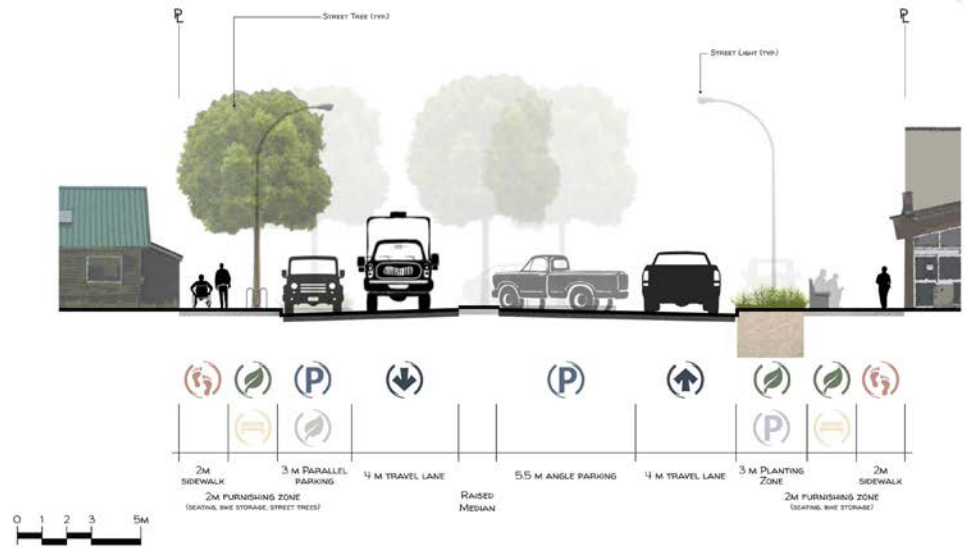 PL
PL
STREET TREE (TYP.)
STREET LIGHT (TYP.)
P
P
P
2M
SIDEWALK
2M FURNISHING ZONE
(SEATING, BIKE STORAGE, STREET TREES)
3 M PARALLEL
PARKING
4 M TRAVEL LANE
RAISED
MEDIAN
5.5 M ANGLE PARKING
4 M TRAVEL LANE
3 M PLANTING
ZONE
2M FURNISHING ZONE
(SEATING, BIKE STORAGE)
2M
SIDEWALK
0 1 2 3 5M